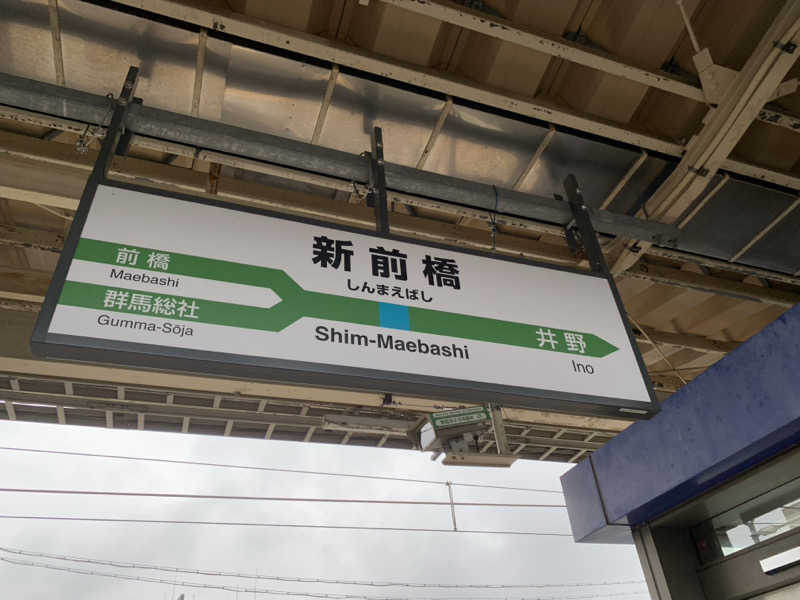 新前橋
しんまえばし
Shim-Maebashi
前橋
Maebashi
群馬総社
Gumma-Sōja
井野
Ino